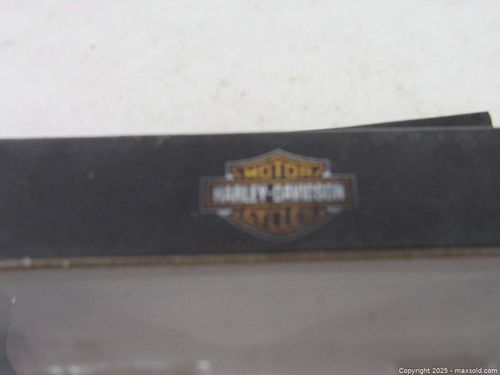 MOTOR
HARLEY-DAVIDSON
CYCLES
Copyright 2025 - maxsold.com